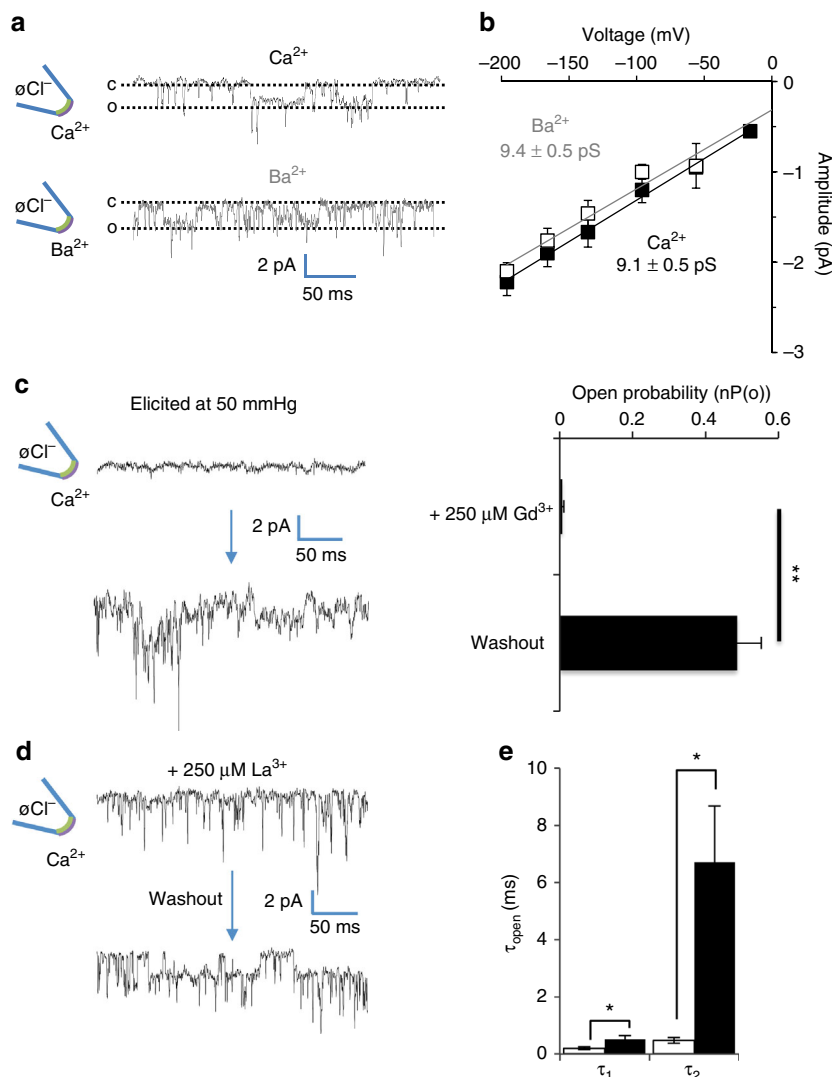 a
Ca²⁺
øCl⁻
Ca²⁺
c
o
Ba²⁺
øCl⁻
Ba²⁺
c
o
2 pA
50 ms
b
Voltage (mV)
−200 −150 −100 −50 0
0
−1
−2
−3
Amplitude (pA)
Ba²⁺
9.4 ± 0.5 pS
Ca²⁺
9.1 ± 0.5 pS
c
Elicited at 50 mmHg
øCl⁻
Ca²⁺
2 pA
50 ms
Open probability (nP(o))
0 0.2 0.4 0.6
+ 250 μM Gd³⁺
Washout
**
d
+ 250 μM La³⁺
øCl⁻
Ca²⁺
Washout
2 pA
50 ms
e
10
8
6
4
2
0
τopen (ms)
*
*
τ₁ τ₂